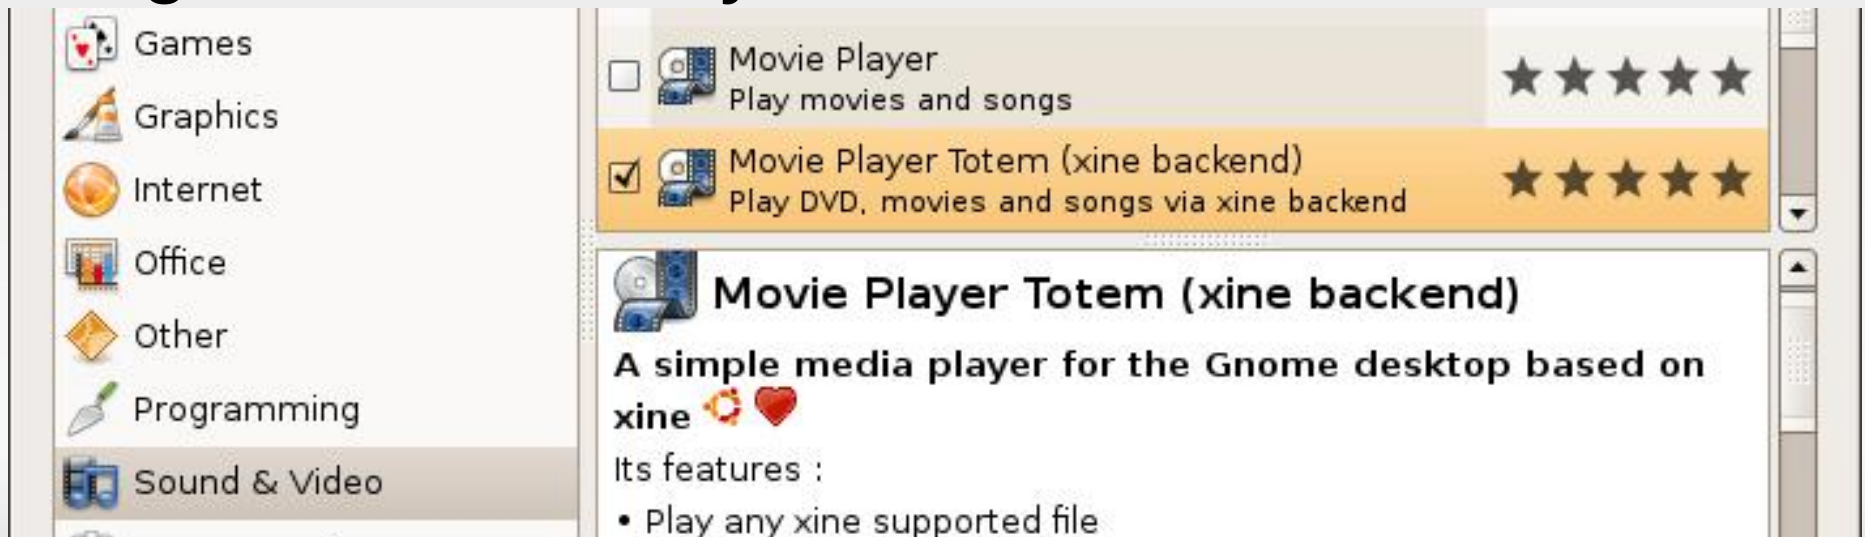 Games
Graphics
Internet
Office
Other
Programming
Sound & Video
Movie Player
Play movies and songs
Movie Player Totem (xine backend)
Play DVD, movies and songs via xine backend
Movie Player Totem (xine backend)
A simple media player for the Gnome desktop based on
xine
Its features :
• Play any xine supported file